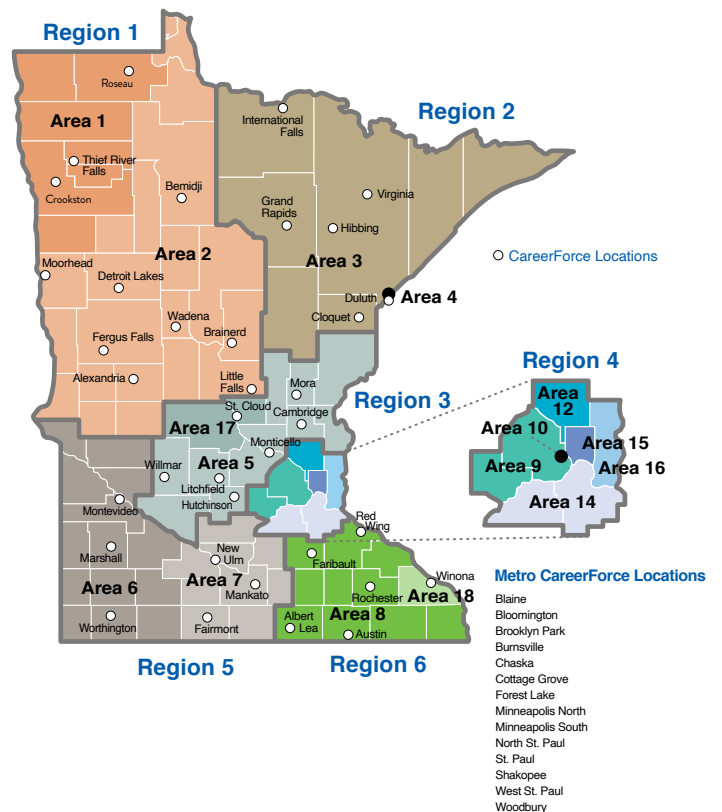 Region 1
Roseau
Area 1
International
Falls
Region 2
Thief River
Falls
Crookston
Bemidji
Grand
Rapids
Virginia
Hibbing
Area 2
Area 3
CareerForce Locations
Moorhead
Detroit Lakes
Duluth
Area 4
Cloquet
Wadena
Brainerd
Fergus Falls
Alexandria
Little
Falls
Mora
Region 3
Region 4
St. Cloud
Cambridge
Area 17
Monticello
Area
12
Area 10
Area 15
Area 9
Area 16
Area 14
Willmar
Area 5
Litchfield
Hutchinson
Montevideo
Red
Wing
Marshall
New
Ulm
Faribault
Area 6
Area 7
Mankato
Rochester
Winona
Area 18
Worthington
Fairmont
Albert
Lea
Area 8
Austin
Region 5
Region 6
Metro CareerForce Locations
Blaine
Bloomington
Brooklyn Park
Burnsville
Chaska
Cottage Grove
Forest Lake
Minneapolis North
Minneapolis South
North St. Paul
St. Paul
Shakopee
West St. Paul
Woodbury